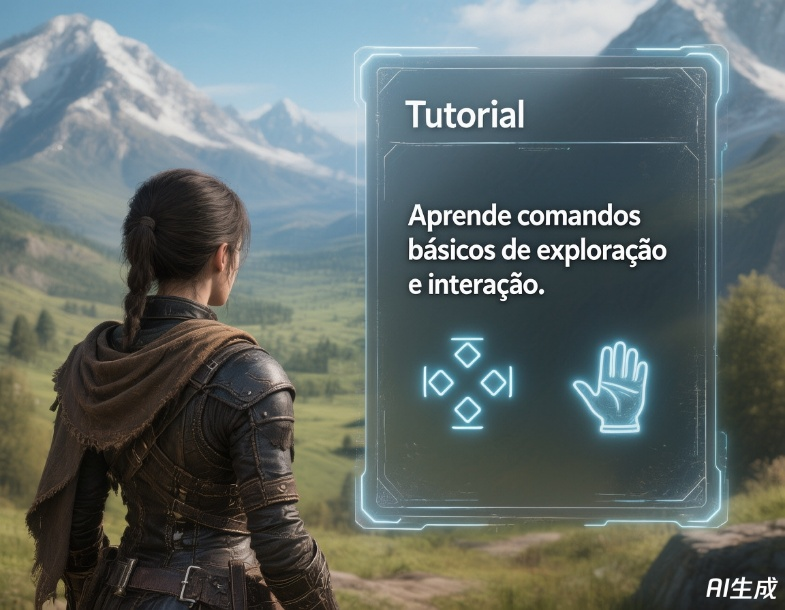 Tutorial
Aprende comandos
básicos de exploração
e interação.
AI生成